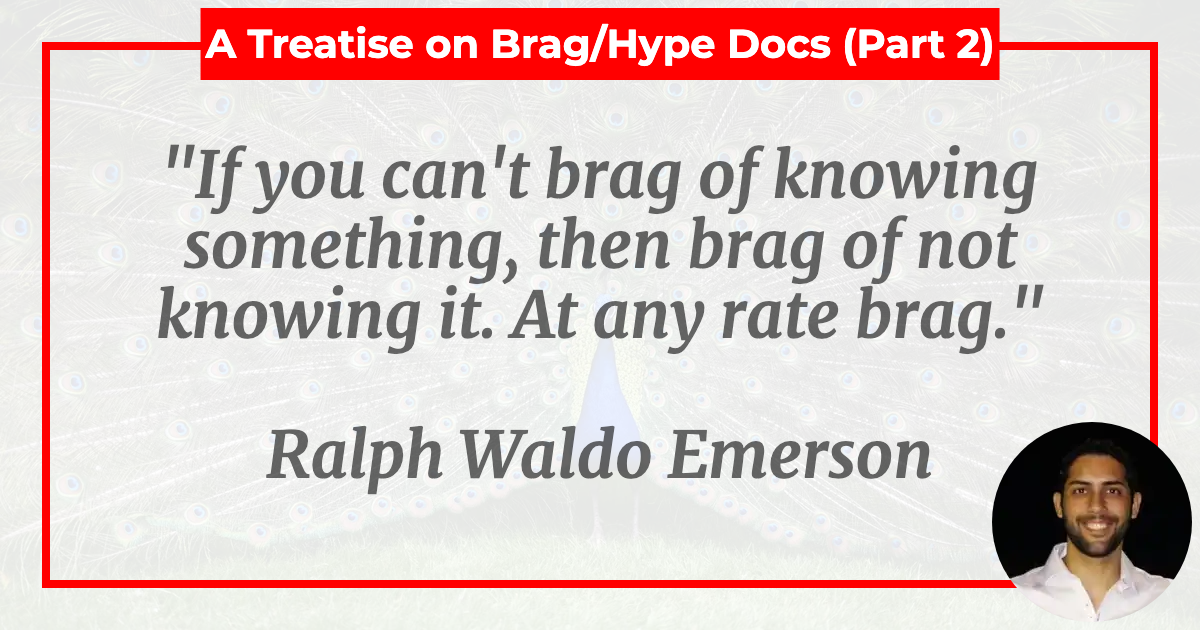 A Treatise on Brag/Hype Docs (Part 2)
"If you can't brag of knowing
something, then brag of not
knowing it. At any rate brag."
Ralph Waldo Emerson